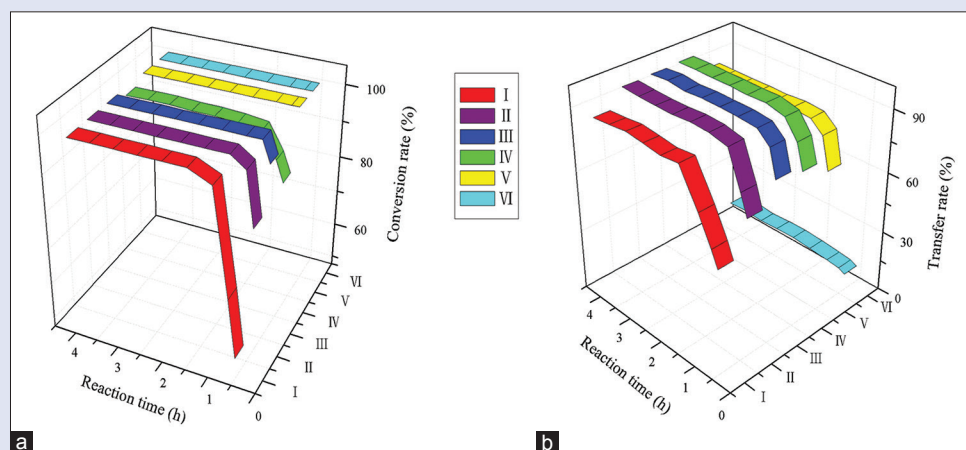 100
80
60
Conversion rate (%)
VI
V
IV
III
II
I
4
3
2
1
0
Reaction time (h)
a
I
II
III
IV
V
VI
90
60
30
0
Transfer rate (%)
VI
V
IV
III
II
I
4
3
2
1
0
Reaction time (h)
b